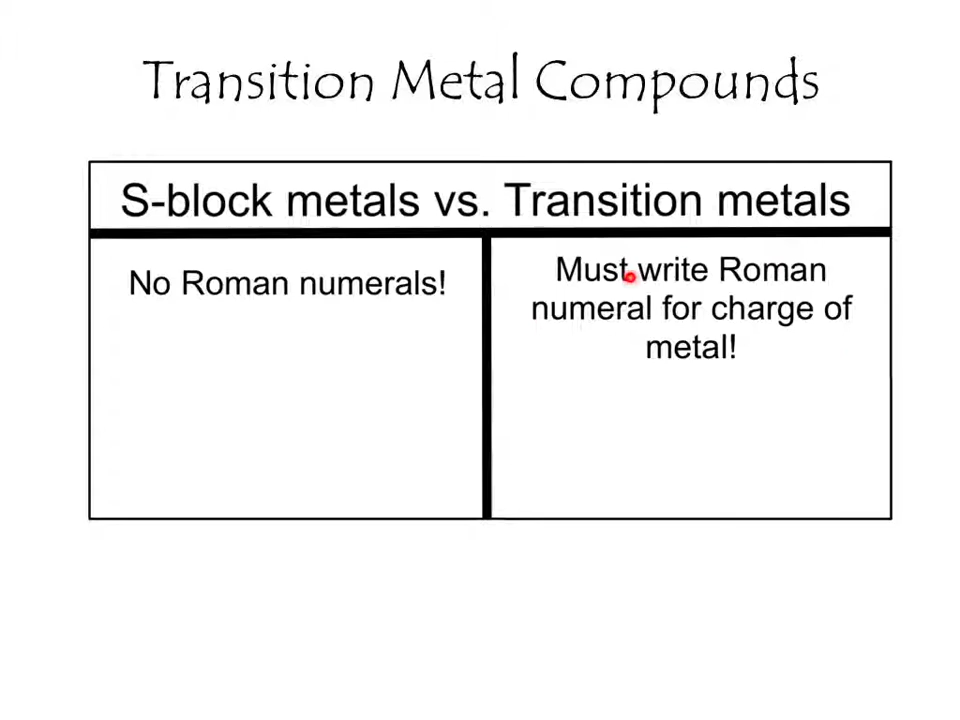 Transition Metal Compounds
S-block metals vs. Transition metals
No Roman numerals!
Must write Roman
numeral for charge of
metal!